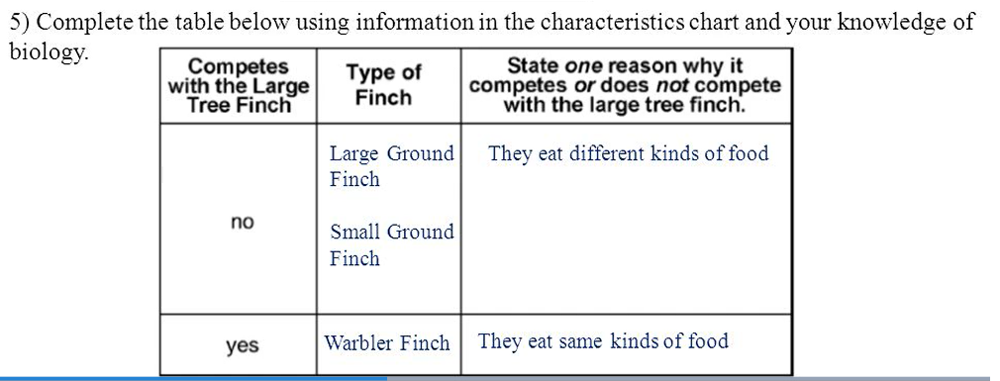 5) Complete the table below using information in the characteristics chart and your knowledge of
biology.
Competes
with the Large
Tree Finch
Type of
Finch
State one reason why it
competes or does not compete
with the large tree finch.
no
Large Ground
Finch
Small Ground
Finch
They eat different kinds of food
yes
Warbler Finch
They eat same kinds of food